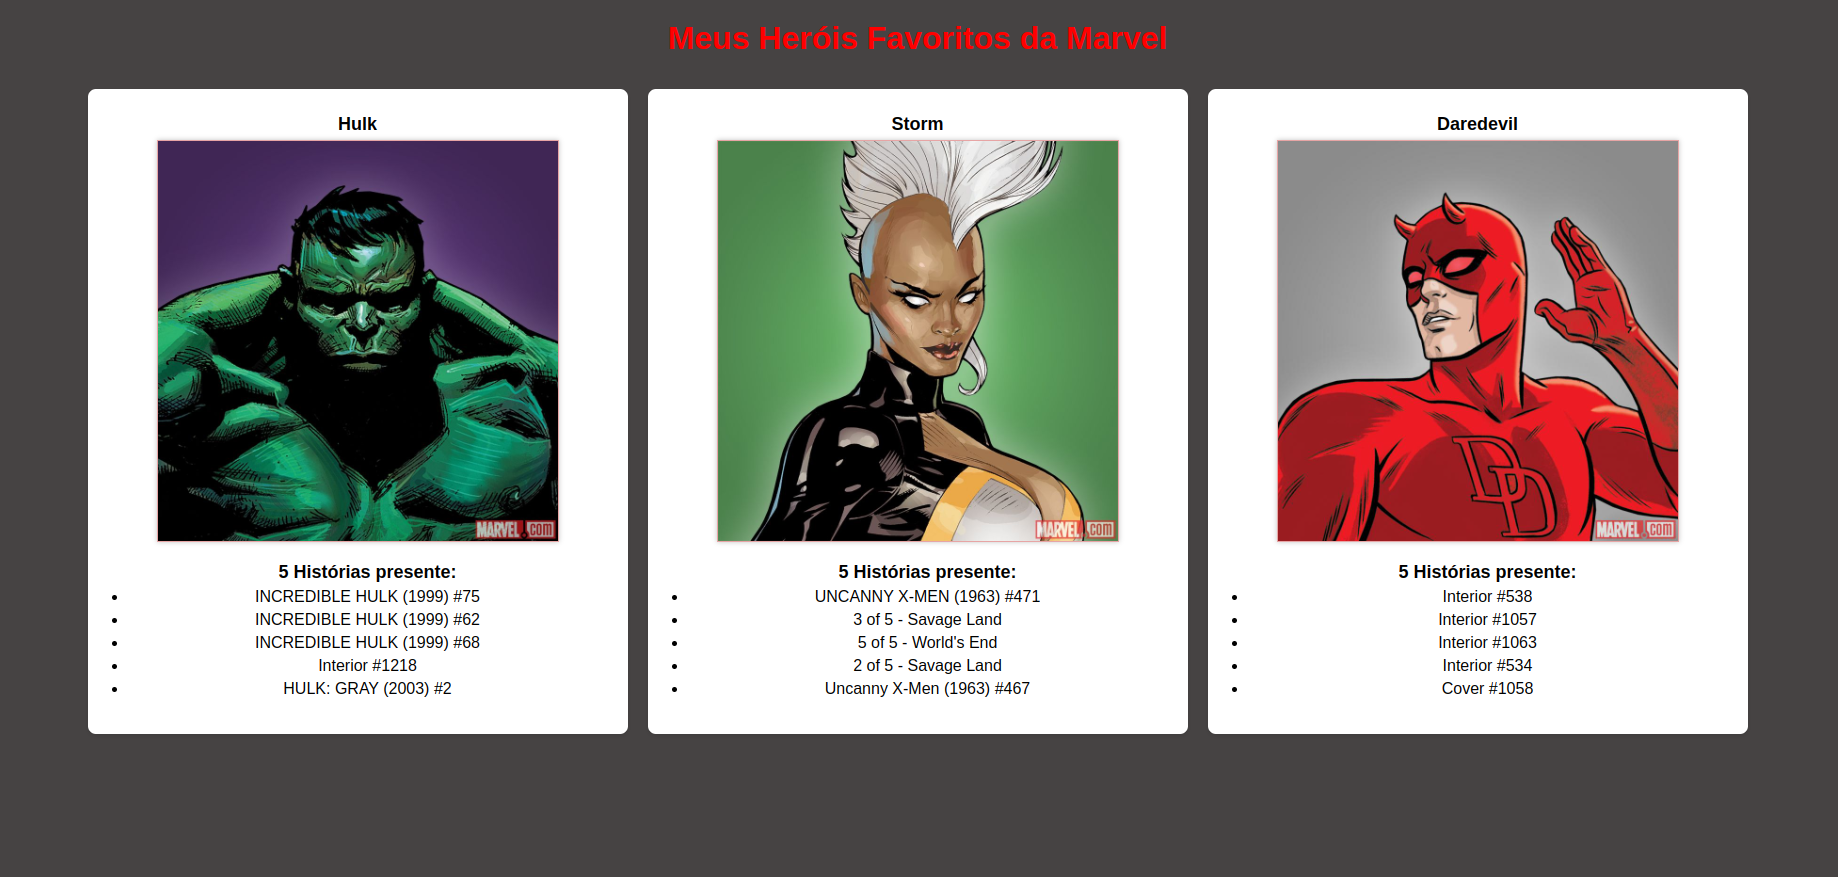 Meus Heróis Favoritos da Marvel
Hulk
MARVEL.com
5 Histórias presente:
INCREDIBLE HULK (1999) #75
INCREDIBLE HULK (1999) #62
INCREDIBLE HULK (1999) #68
Interior #1218
HULK: GRAY (2003) #2
Storm
MARVEL.com
5 Histórias presente:
UNCANNY X-MEN (1963) #471
3 of 5 - Savage Land
5 of 5 - World's End
2 of 5 - Savage Land
Uncanny X-Men (1963) #467
Daredevil
DD
MARVEL.com
5 Histórias presente:
Interior #538
Interior #1057
Interior #1063
Interior #534
Cover #1058